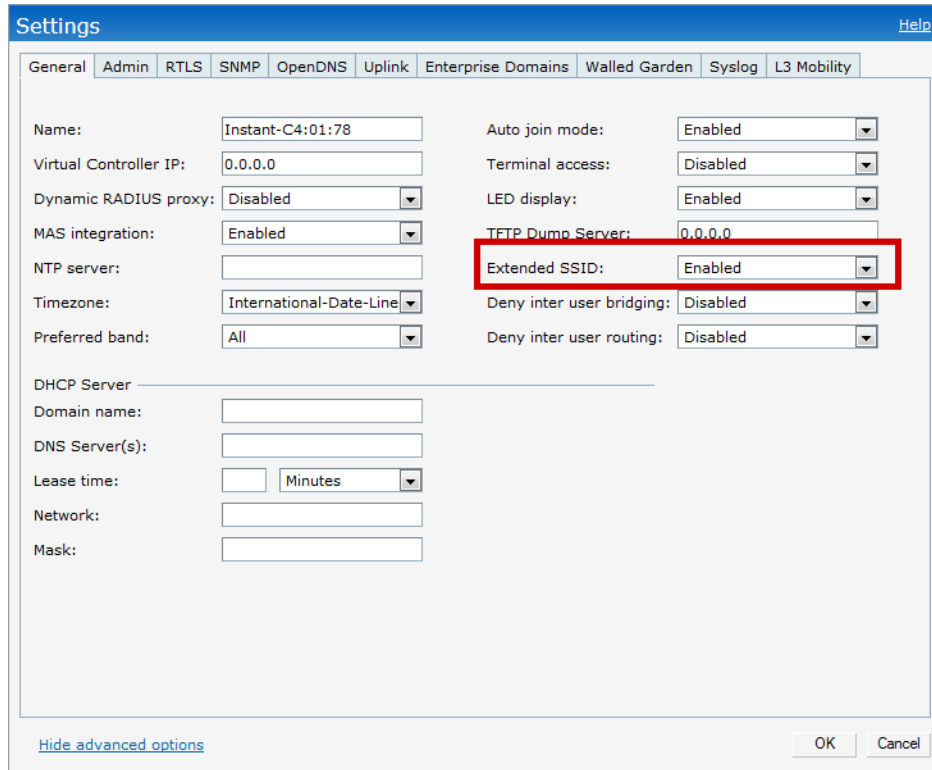 Settings
Help
General Admin RTLS SNMP OpenDNS Uplink Enterprise Domains Walled Garden Syslog L3 Mobility
Name: Instant-C4:01:78 Auto join mode: Enabled
Virtual Controller IP: 0.0.0.0 Terminal access: Disabled
Dynamic RADIUS proxy: Disabled LED display: Enabled
MAS integration: Enabled TFTP Dump Server: 0.0.0.0
NTP server: Extended SSID: Enabled
Timezone: International-Date-Line Deny inter user bridging: Disabled
Preferred band: All Deny inter user routing: Disabled
DHCP Server
Domain name:
DNS Server(s):
Lease time: Minutes
Network:
Mask:
Hide advanced options OK Cancel